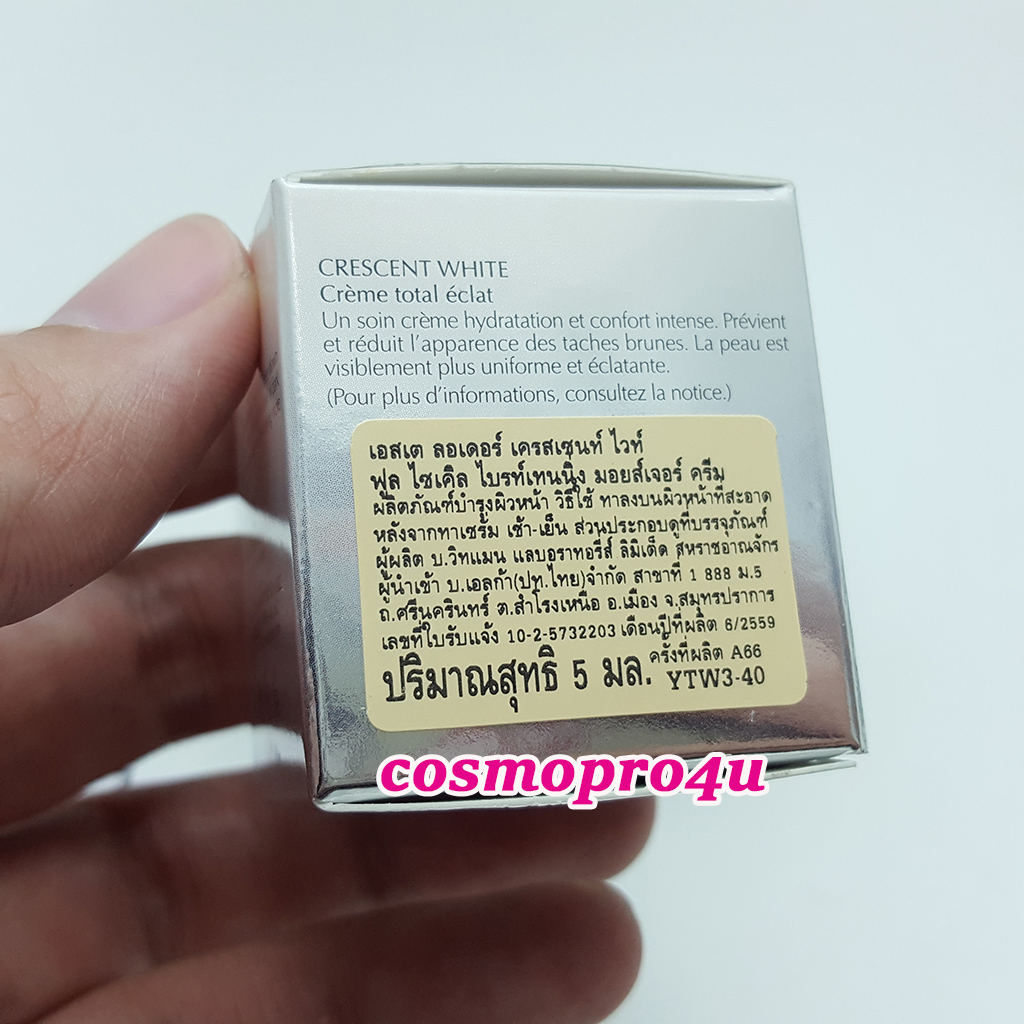 CRESCENT WHITE
Crème total éclat
Un soin crème hydratation et confort intense. Prévient
et réduit l'apparence des taches brunes. La peau est
visiblement plus uniforme et éclatante.
(Pour plus d'informations, consultez la notice.)
เอสเต ลอเดอร์ เครสเซนท์ ไวท์
ฟูล ไซเคิล ไบรท์เทนนิ่ง มอยส์เจอร์ ครีม
ผลิตภัณฑ์บำรุงผิวหน้า วิธีใช้ ทาลงบนผิวหน้าที่สะอาด
หลังจากทาเซรั่ม เช้า-เย็น ส่วนประกอบดูที่บรรจุภัณฑ์
ผู้ผลิต บ.วิทแมน แลบอราทอรีส์ ลิมิเต็ด สหราชอาณจักร
ผู้นำเข้า บ.เอลก้า(ปท.ไทย)จำกัด สาขาที่ 1 888 ม.5
ถ.ศรีนครินทร์ ต.สำโรงเหนือ อ.เมือง จ.สมุทรปราการ
เลขที่ใบรับแจ้ง 10-2-5732203 เดือนปีที่ผลิต 6/2559
ปริมาณสุทธิ 5 มล. ครั้งที่ผลิต A66
YTW3-40
cosmopro4u